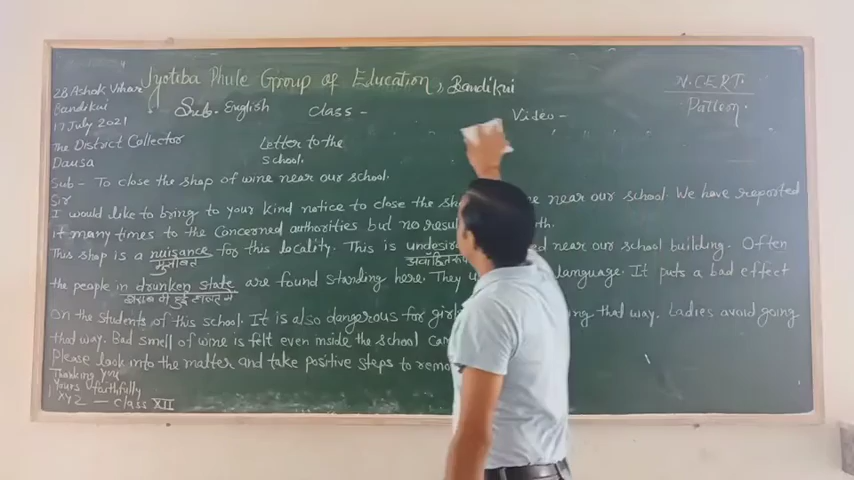 Jyotiba Phule Group of Education, Bandikui
N.CERT.
Pattern
Sub- English Class - Video -
28 Ashok Vihar
Bandikui
17 July 2021
The District Collector
Dausa
Letter to the
school.
Sub - To close the shop of wine near our school.
Sir
I would like to bring to your kind notice to close the near our school. We have reported
it many times to the concerned authorities but no
This shop is a nuisance for this locality. This is near our school building. Often
मुसीबत
the people in drunken state are found standing here. They language. It puts a bad effect
on the students of this school. It is also dangerous for that way. Ladies avoid going
that way. Bad smell of wine is felt even inside the school
Please look into the matter and take positive steps to
Thanking you
Yours faithfully
XYZ - class XII